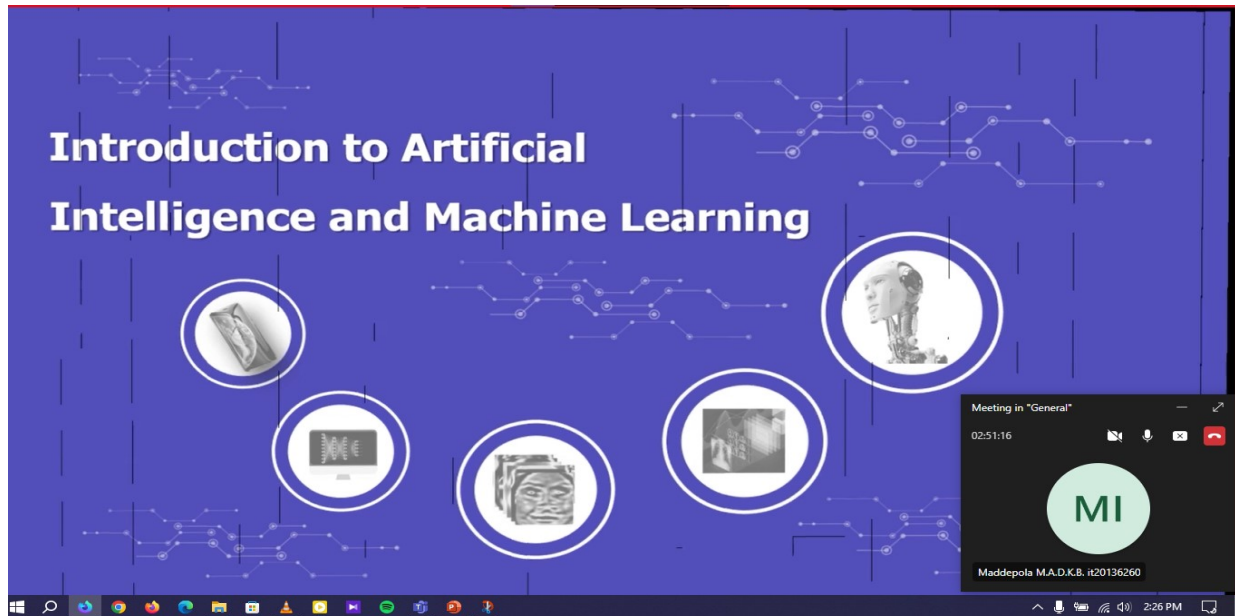 Introduction to Artificial
Intelligence and Machine Learning
Meeting in "General"
02:51:16
MI
Maddepola M.A.D.K.B. it20136260
2:26 PM